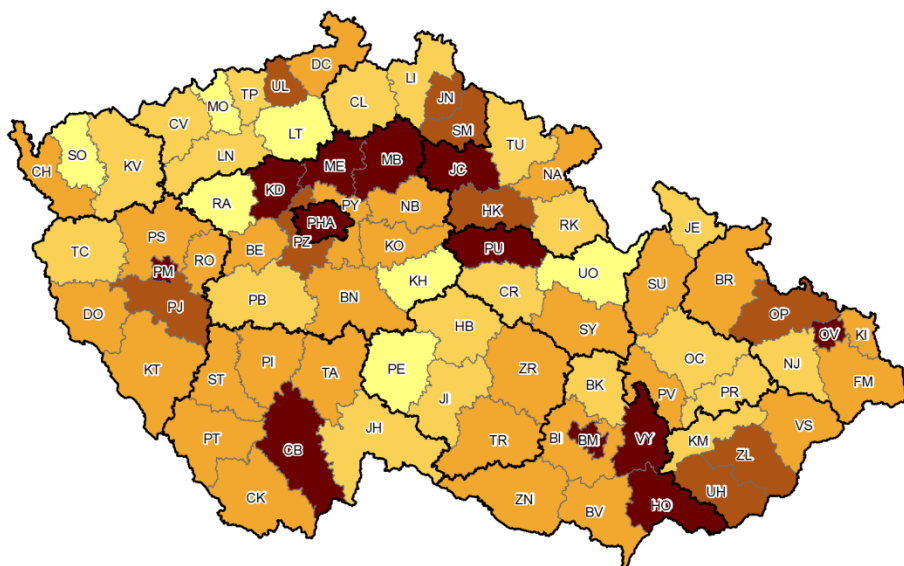 DC
LI
UL
TP
MO
CL
JN
CV
LT
SM
TU
LN
SO
KV
ME
MB
JC
CH
NA
KD
RA
PY
NB
HK
PHA
RK
PS
JE
TC
RO
BE
PZ
KO
PU
UO
BR
PM
KH
SU
PJ
CR
OP
PB
BN
DO
SY
OV
KI
HB
OC
KT
ST
PI
TA
PE
ZR
NJ
BK
FM
PV
PR
JI
VS
PT
JH
TR
BI
BM
VY
KM
CB
ZL
UH
CK
ZN
HO
BV